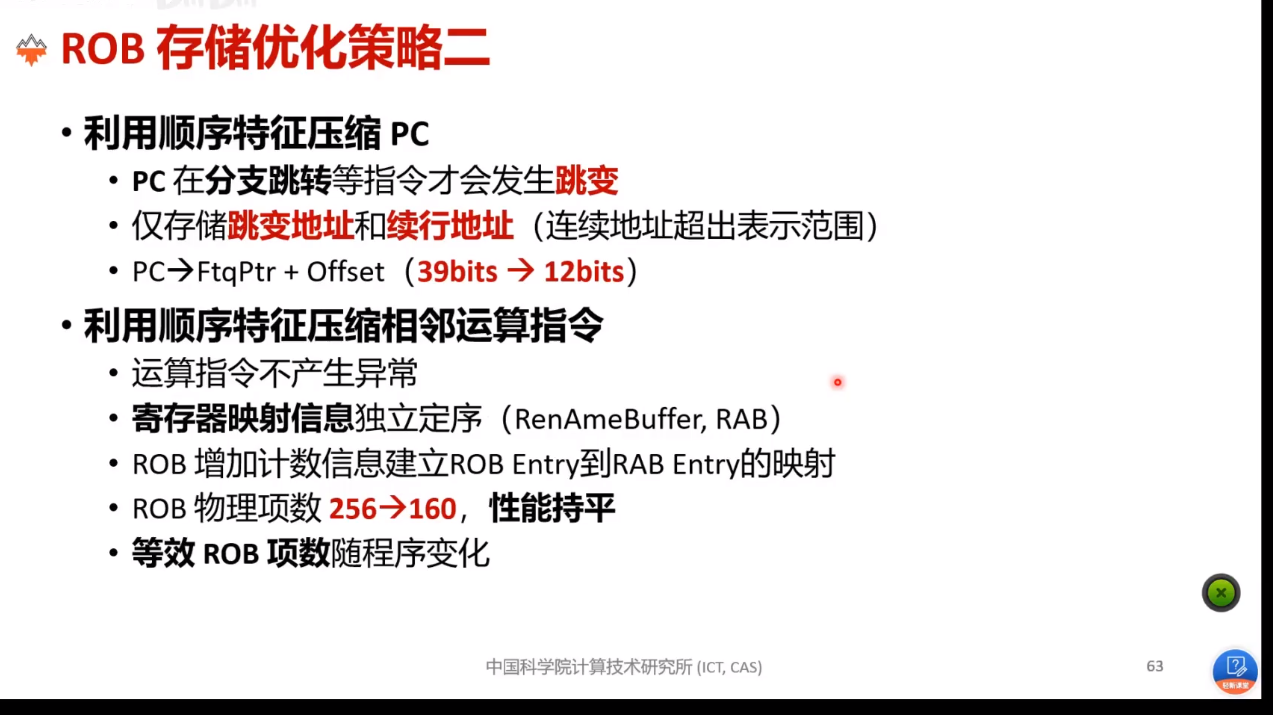 ROB 存储优化策略二
• 利用顺序特征压缩 PC
• PC 在分支跳转等指令才会发生跳变
• 仅存储跳变地址和续行地址（连续地址超出表示范围）
• PC→FtqPtr + Offset（39bits → 12bits）
• 利用顺序特征压缩相邻运算指令
• 运算指令不产生异常
• 寄存器映射信息独立定序（RenAmeBuffer, RAB）
• ROB 增加计数信息建立ROB Entry到RAB Entry的映射
• ROB 物理项数 256→160，性能持平
• 等效 ROB 项数随程序变化
中国科学院计算技术研究所 (ICT, CAS)
63